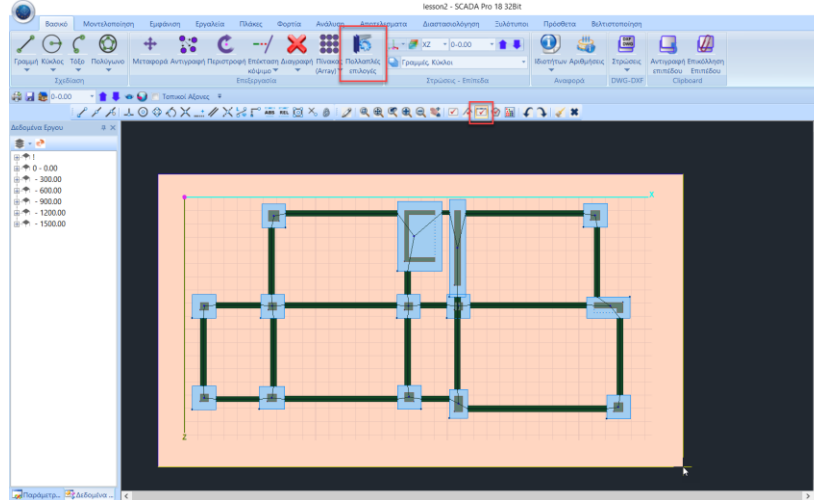 lesson2 - SCADA Pro 18 32Bit
Βασικό Μοντελοποίηση Εμφάνιση Εργαλεία Πλάκες Φορτία Ανάλυση Αποτελέσματα Διαστασιολόγηση Ξυλότυποι Πρόσθετα Βελτιστοποίηση
XZ 0-0.00
Γραμμές, Κύκλοι
Γραμμή Κύκλος Τόξο Πολύγωνο Μεταφορά Αντιγραφή Περιστροφή Επέκταση κόψιμο Διαγραφή Πίνακας (Array) Πολλαπλές επιλογές Ιδιοτήτων Αριθμήσεις Στρώσεις Αντιγραφή επιπέδου Επικόλληση Επιπέδου
Σχεδίαση Επεξεργασία Στρώσεις - Επίπεδα Αναφορά DWG-DXF Clipboard
0-0.00 Τοπικοί Άξονες
Δεδομένα Εργου
!
0 - 0.00
- 300.00
- 600.00
- 900.00
- 1200.00
- 1500.00
X
Z
Παράμετρ... Δεδομένα ...